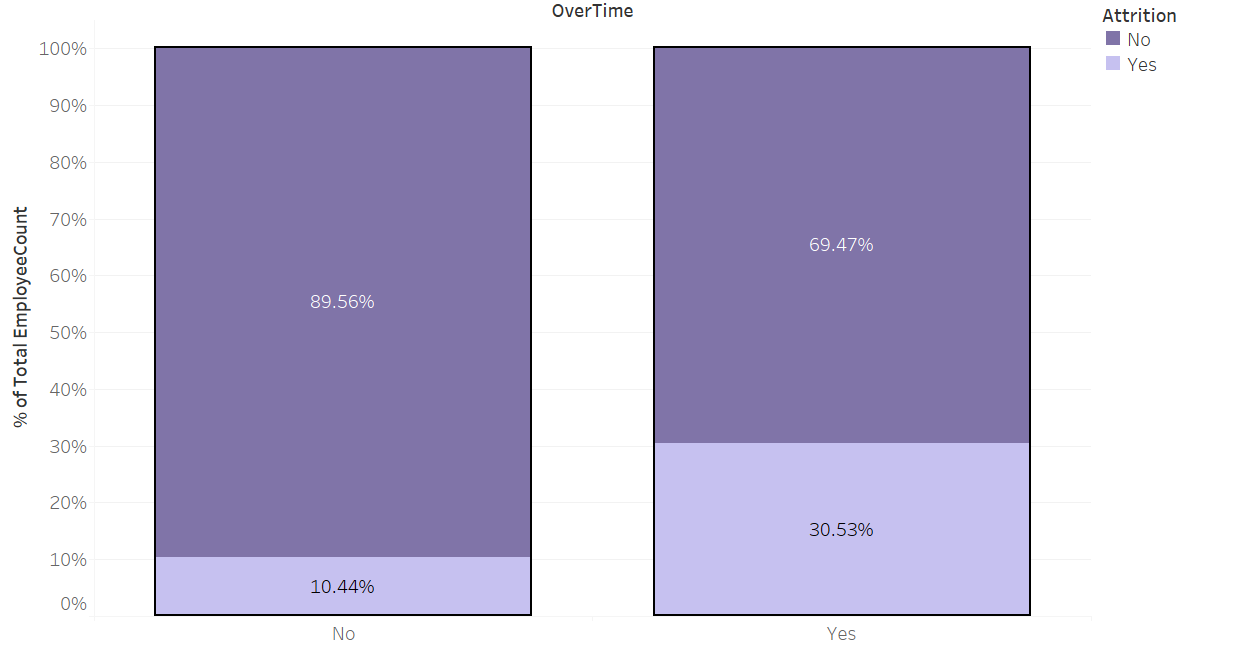 OverTime
Attrition
No
Yes
% of Total EmployeeCount
100%
90%
80%
70%
60%
50%
40%
30%
20%
10%
0%
89.56%
10.44%
69.47%
30.53%
No
Yes